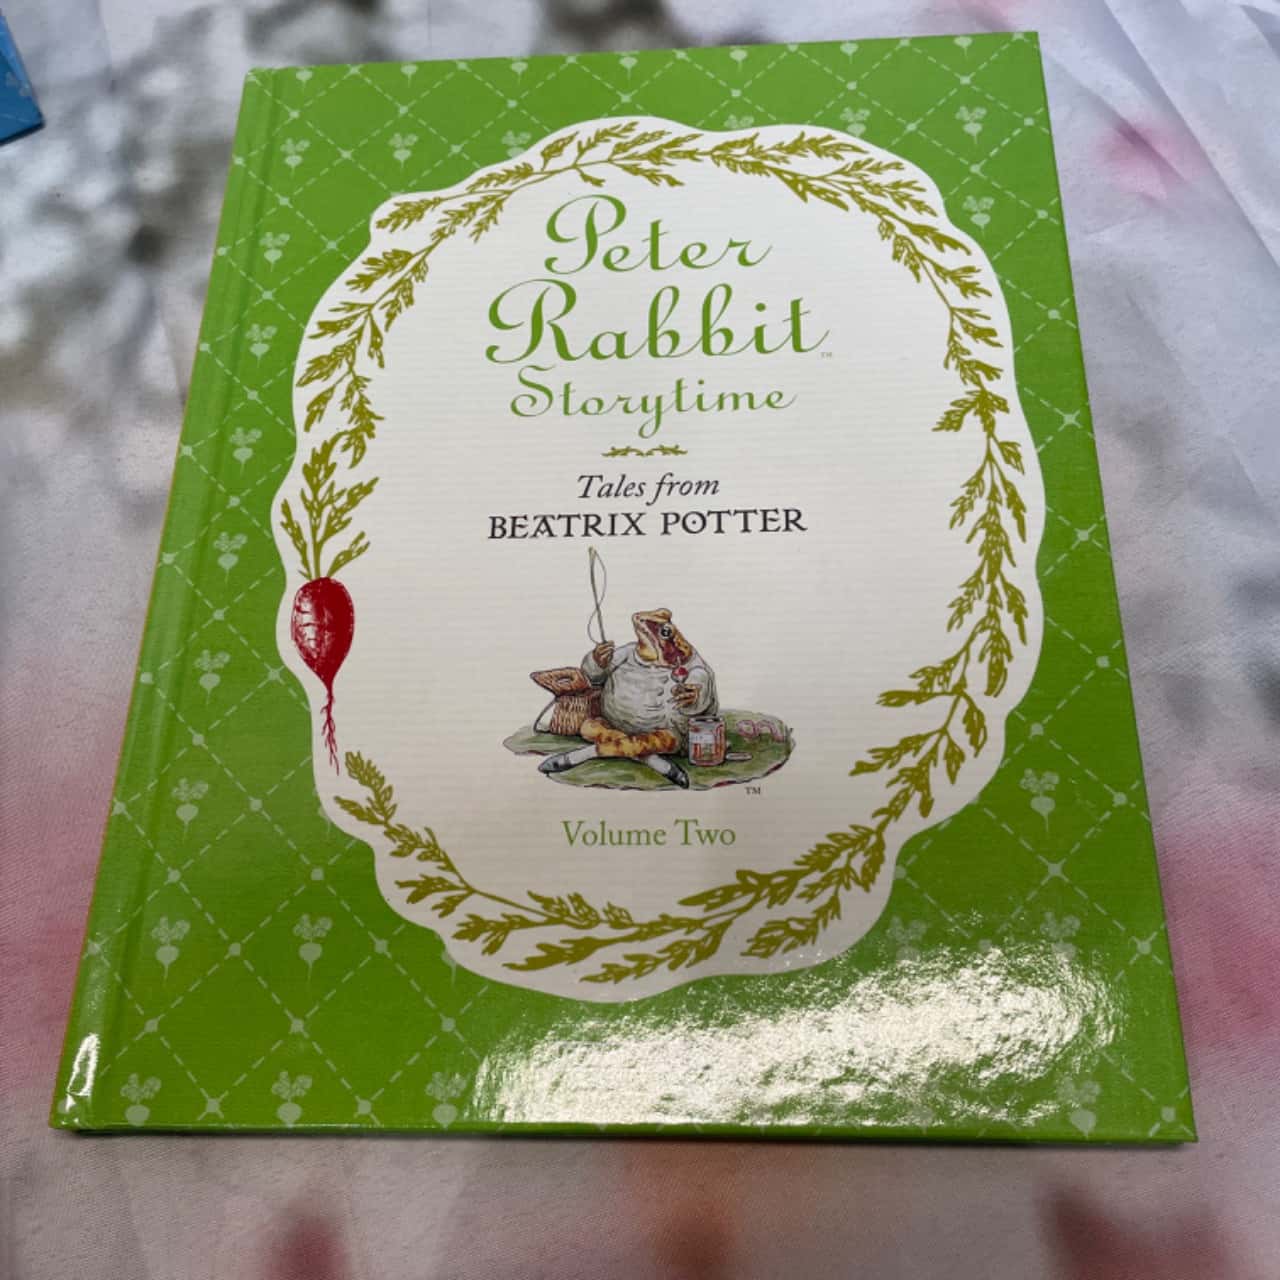 Peter
Rabbit™
Storytime
Tales from
BEATRIX POTTER
™
Volume Two